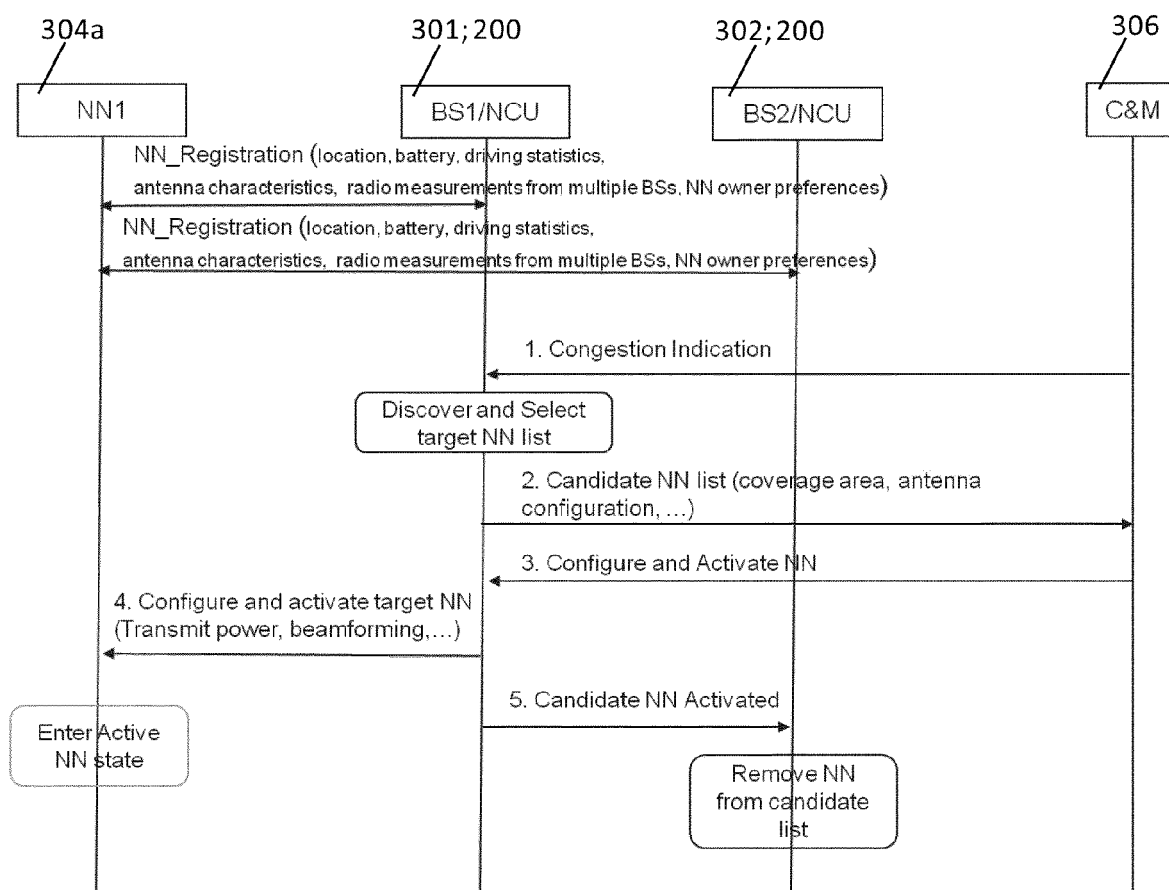 304a
301;200
302;200
306
NN1
BS1/NCU
BS2/NCU
C&M
NN_Registration (location, battery, driving statistics,
antenna characteristics, radio measurements from multiple BSs, NN owner preferences)
NN_Registration (location, battery, driving statistics,
antenna characteristics, radio measurements from multiple BSs, NN owner preferences)
1. Congestion Indication
Discover and Select
target NN list
2. Candidate NN list (coverage area, antenna
configuration, …)
3. Configure and Activate NN
4. Configure and activate target NN
(Transmit power, beamforming,…)
5. Candidate NN Activated
Enter Active
NN state
Remove NN
from candidate
list